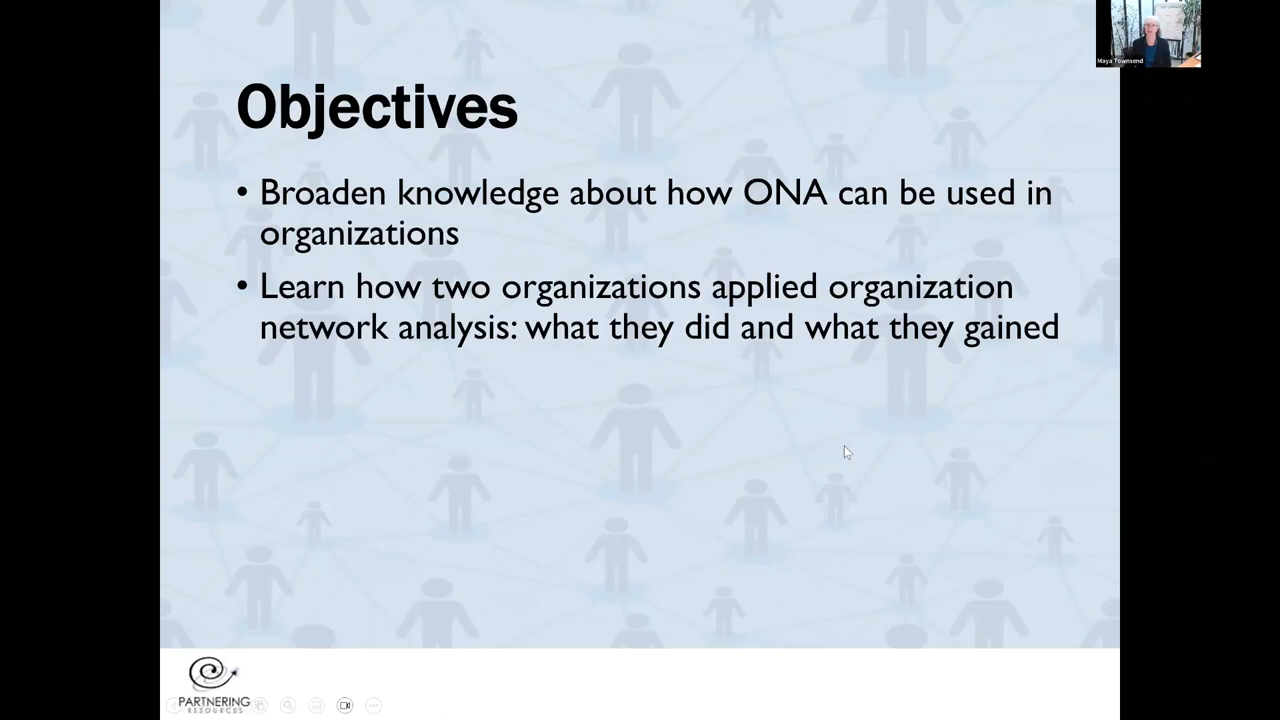 Maya Townsend
Objectives
• Broaden knowledge about how ONA can be used in
organizations
• Learn how two organizations applied organization
network analysis: what they did and what they gained
PARTNERING
RESOURCES